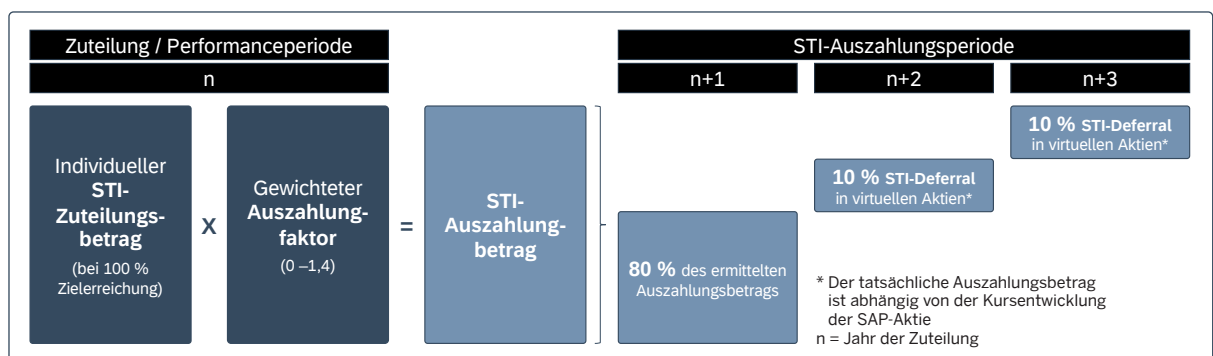 Zuteilung / Performanceperiode
n
STI-Auszahlungsperiode
n+1
n+2
n+3
Individueller
STI-
Zuteilungs-
betrag
(bei 100 %
Zielerreichung)
X
Gewichteter
Auszahlung-
faktor
(0 –1,4)
=
STI-
Auszahlung-
betrag
80 % des ermittelten
Auszahlungsbetrags
10 % STI-Deferral
in virtuellen Aktien*
10 % STI-Deferral
in virtuellen Aktien*
* Der tatsächliche Auszahlungsbetrag
ist abhängig von der Kursentwicklung
der SAP-Aktie
n = Jahr der Zuteilung